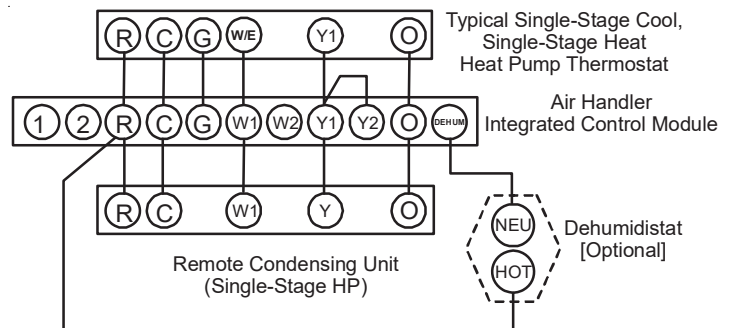 R C G W/E Y1 O
Typical Single-Stage Cool,
Single-Stage Heat
Heat Pump Thermostat
1 2 R C G W1 W2 Y1 Y2 O DEHUM
Air Handler
Integrated Control Module
R C W1 Y O
Remote Condensing Unit
(Single-Stage HP)
NEU
HOT
Dehumidistat
[Optional]